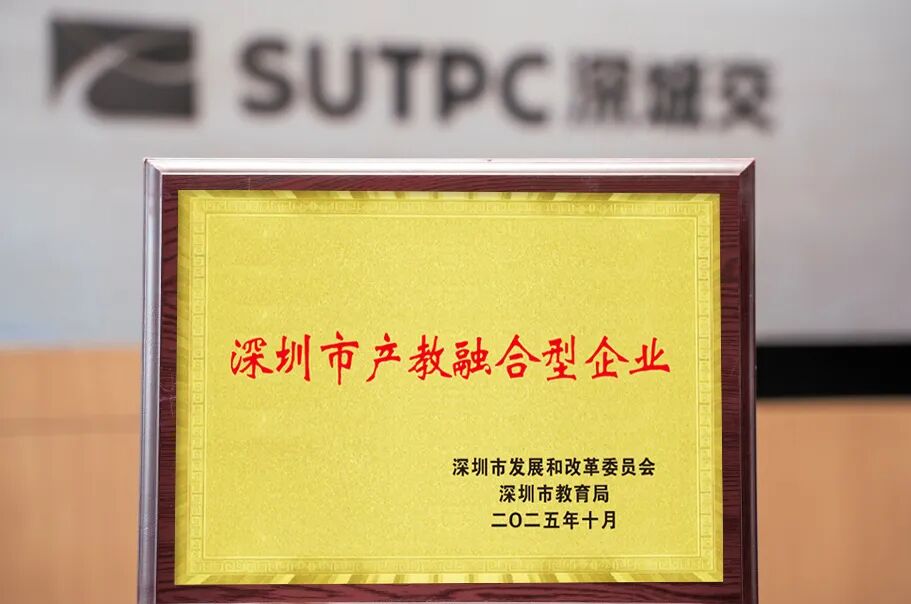 SUTPC 深城交
深圳市产教融合型企业
深圳市发展和改革委员会
深圳市教育局
二〇二五年十月